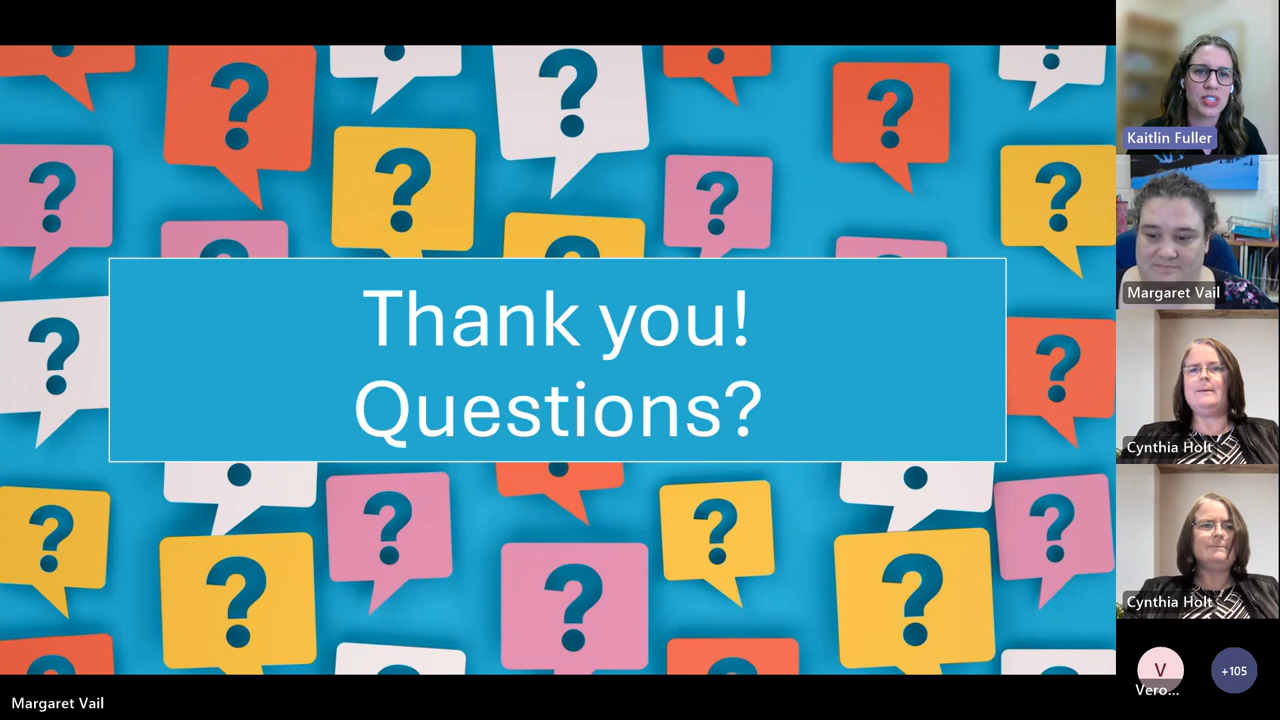 Thank you!
Questions?
Kaitlin Fuller
Margaret Vail
Cynthia Holt
Cynthia Holt
V
Vero...
+105
Margaret Vail